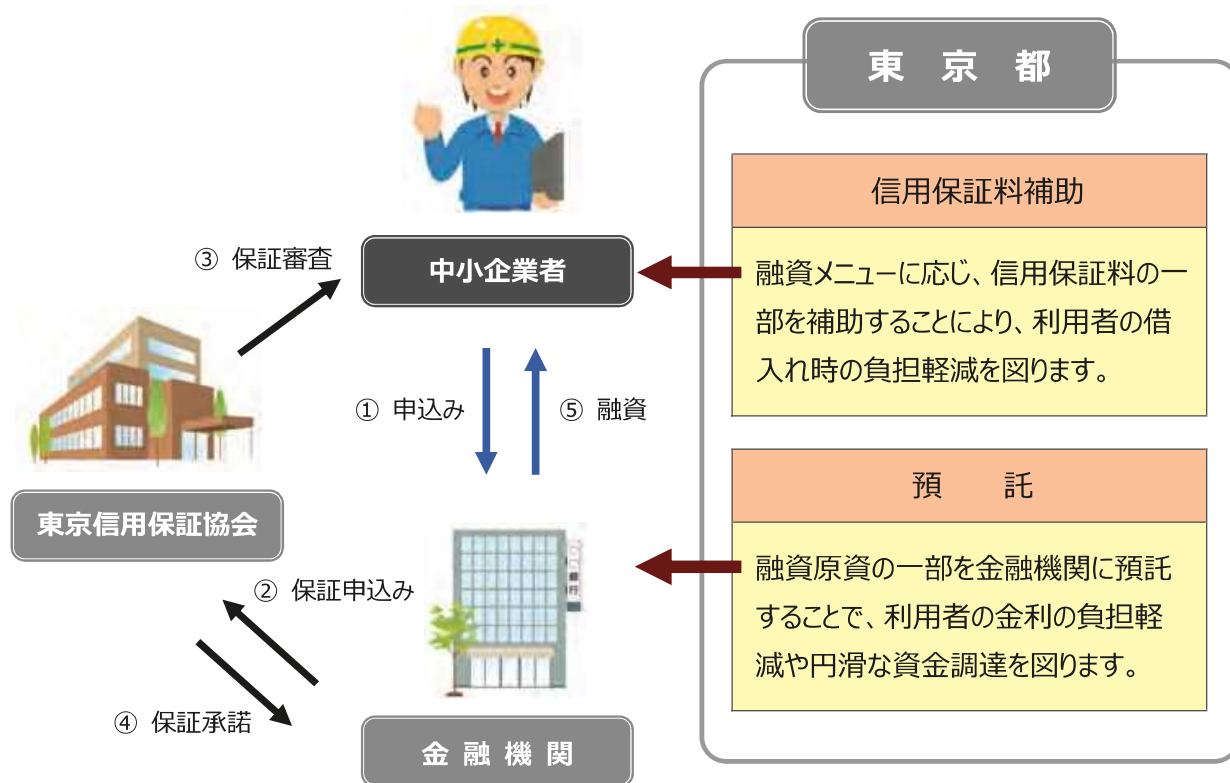 東京都
信用保証料補助
③ 保証審査
中小企業者
融資メニューに応じ、信用保証料の一
部を補助することにより、利用者の借
入れ時の負担軽減を図ります。
① 申込み
⑤ 融資
預託
東京信用保証協会
融資原資の一部を金融機関に預託
することで、利用者の金利の負担軽
減や円滑な資金調達を図ります。
② 保証申込み
④ 保証承諾
金融機関